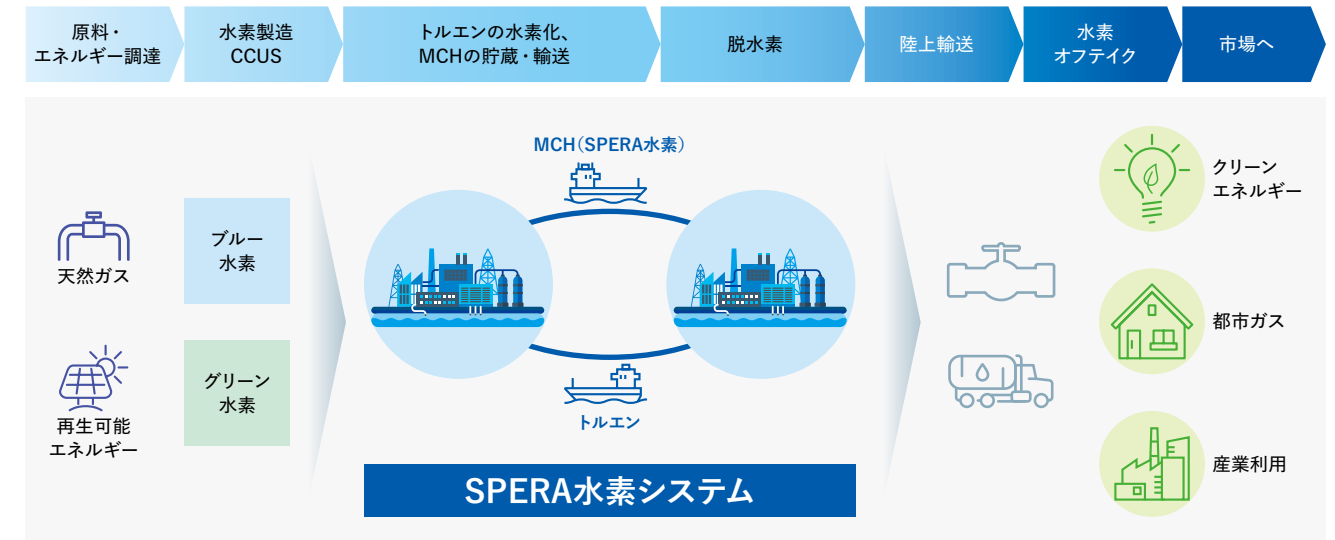 原料・
エネルギー調達
水素製造
CCUS
トルエンの水素化、
MCHの貯蔵・輸送
脱水素
陸上輸送
水素
オフテイク
市場へ
天然ガス
再生可能
エネルギー
ブルー
水素
グリーン
水素
MCH（SPERA水素）
トルエン
SPERA水素システム
クリーン
エネルギー
都市ガス
産業利用